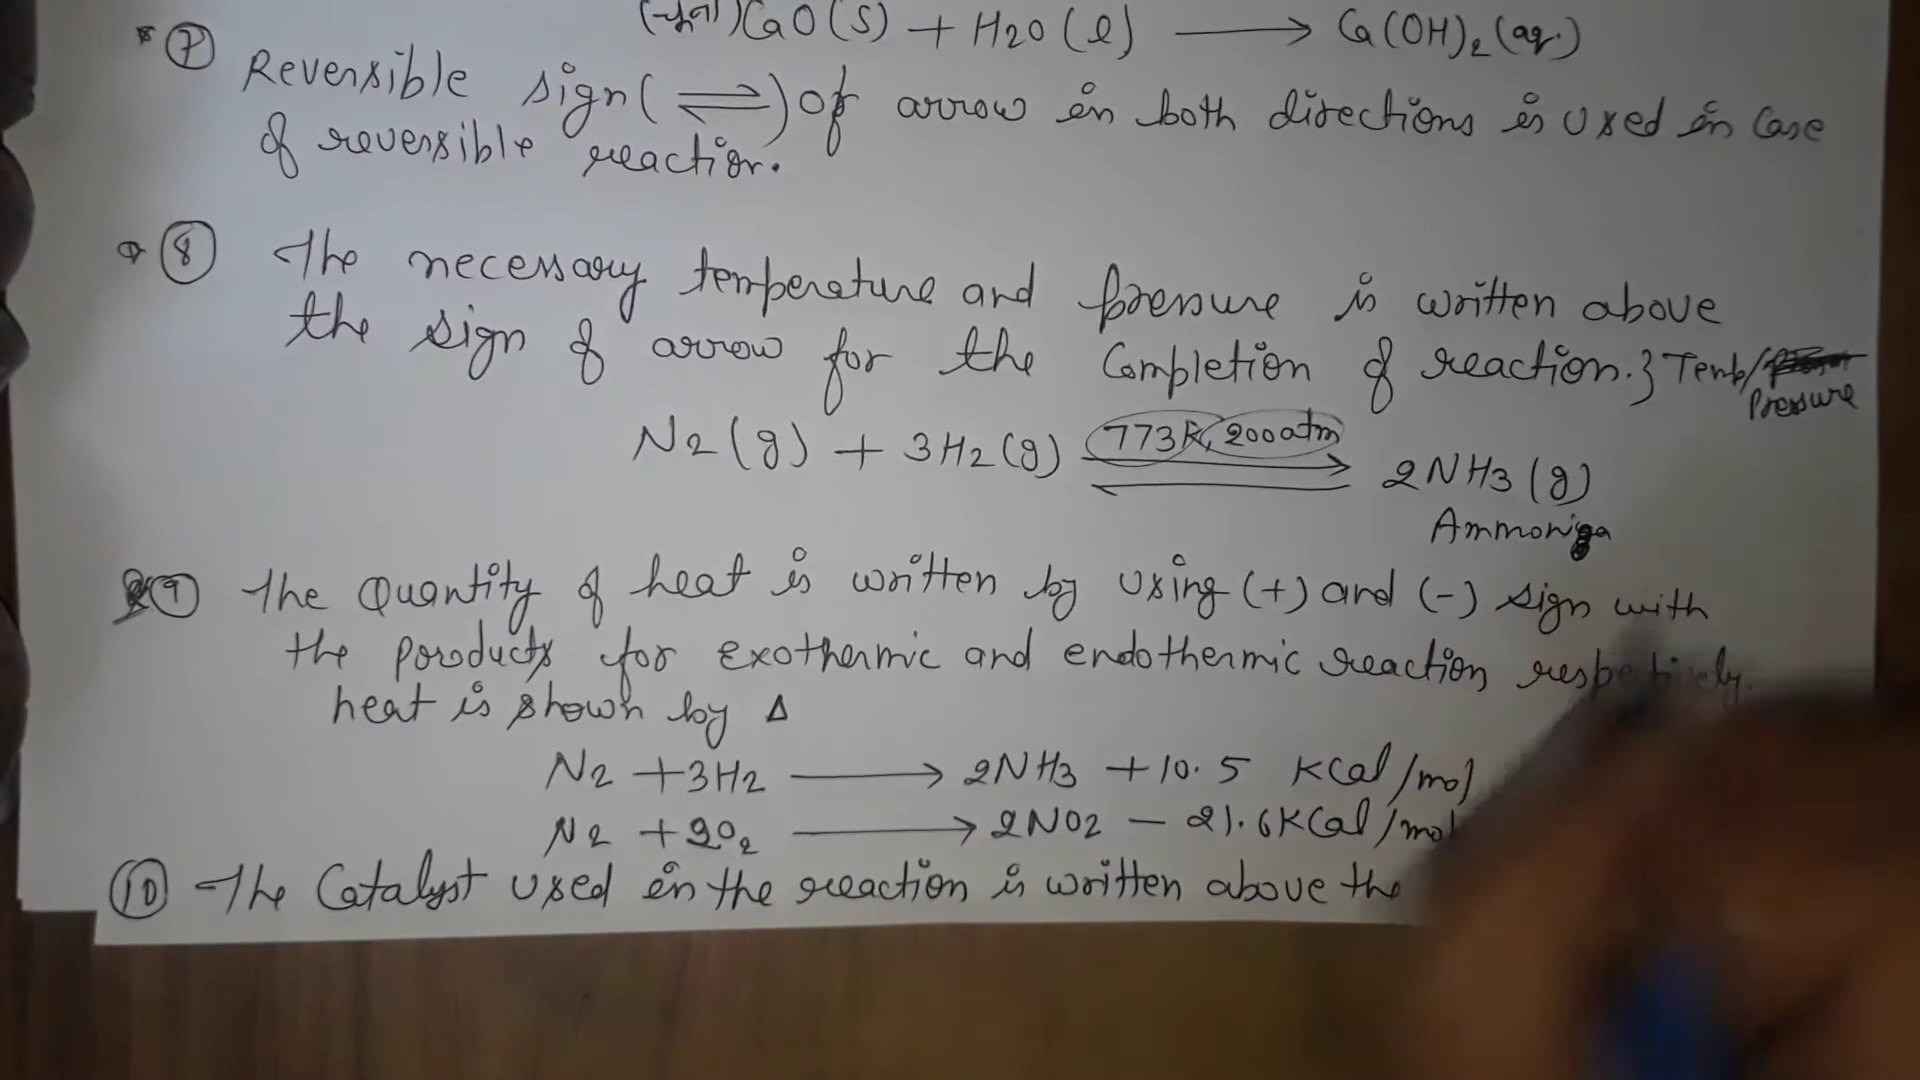 (चूना) CaO(s) + H2O(l) ⟶ Ca(OH)2(aq.)
7 Reversible sign (⇌) of arrow in both directions is used in case
of reversible reaction.
8 The necessary temperature and pressure is written above
the sign of arrow for the completion of reaction.} Temp/
Pressure
N2(g) + 3H2(g) 773K, 200atm ⇌ 2NH3(g)
Ammonia
9 The Quantity of heat is written by using (+) and (-) sign with
the products for exothermic and endothermic reaction respectively.
heat is shown by Δ
N2 + 3H2 ⟶ 2NH3 + 10.5 KCal/mol
N2 + 2O2 ⟶ 2NO2 - 21.6KCal/mol
10 The Catalyst used in the reaction is written above the